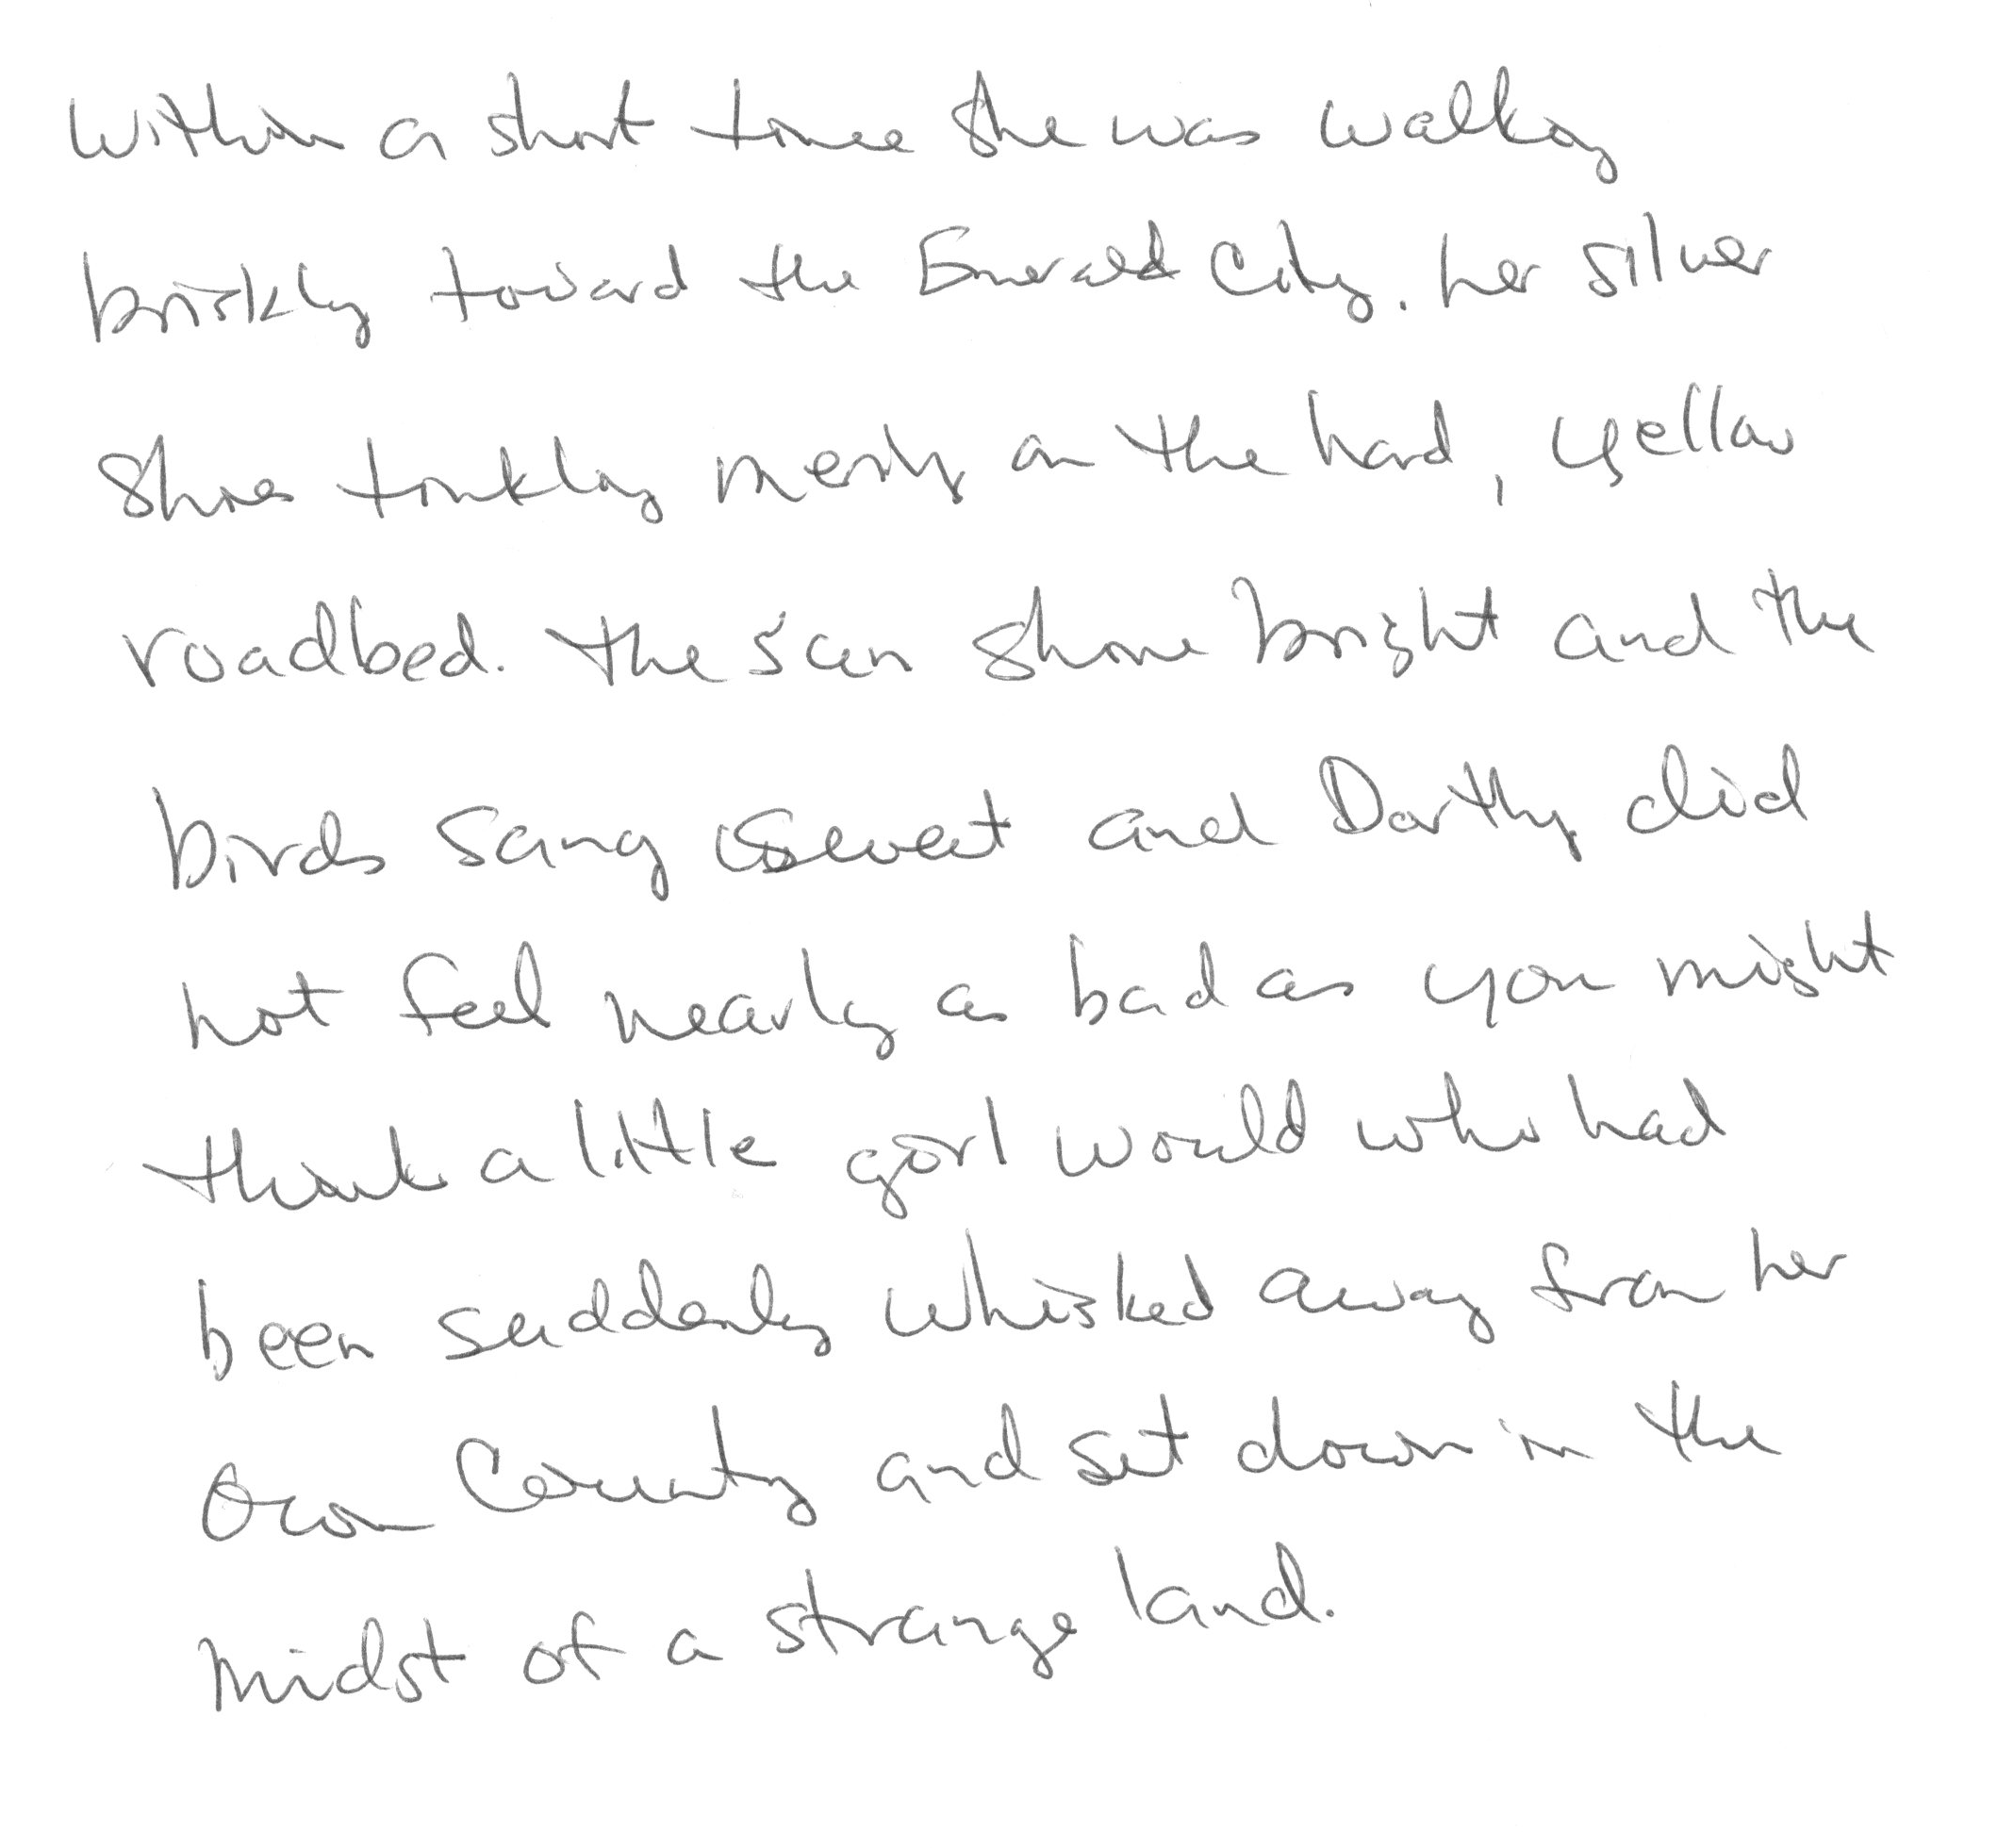 Within a short time she was walking
briskly toward the Emerald City. her silver
shoes tinkling merrily on the hard, yellow
roadbed. the sun shone bright and the
birds sang sweet and Dorothy did
not feel nearly as bad as you might
think a little girl would who had
been suddenly whisked away from her
own country and set down in the
midst of a strange land.